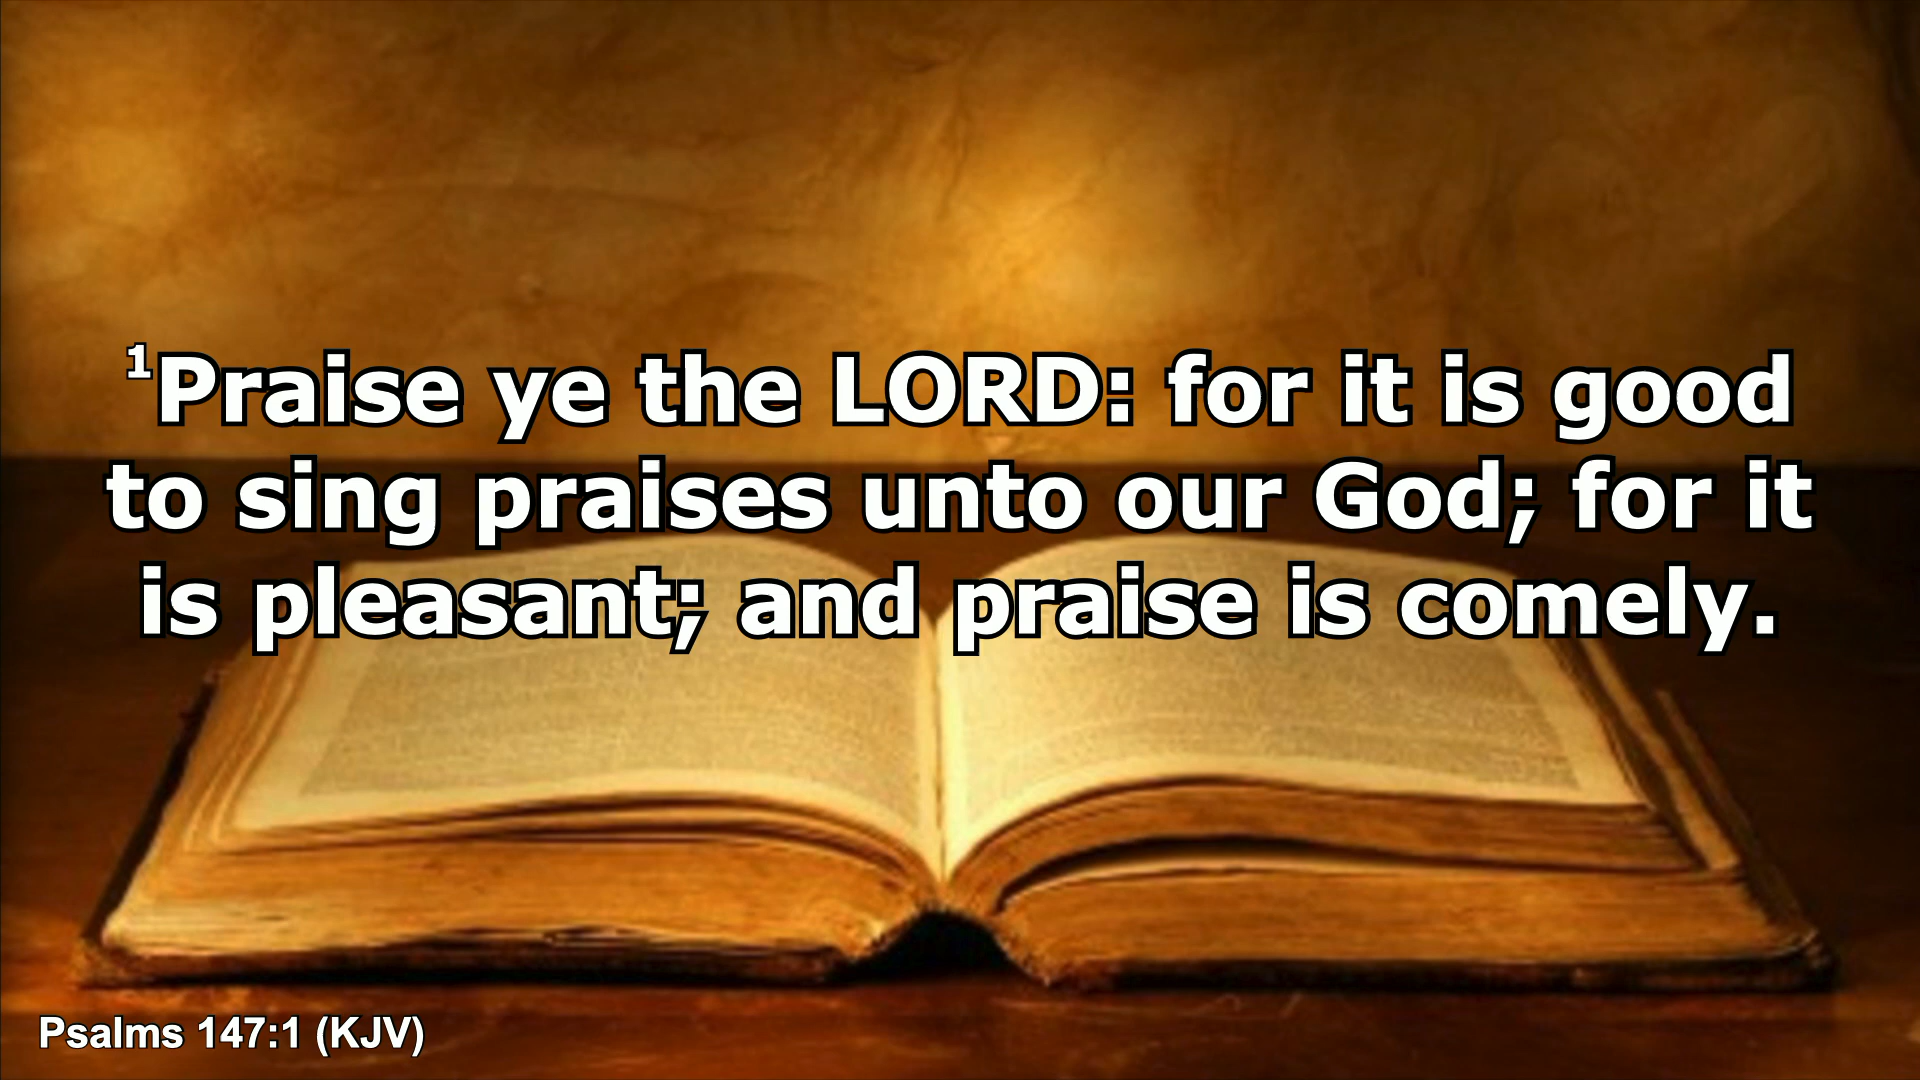 ¹Praise ye the LORD: for it is good
to sing praises unto our God; for it
is pleasant; and praise is comely.
Psalms 147:1 (KJV)